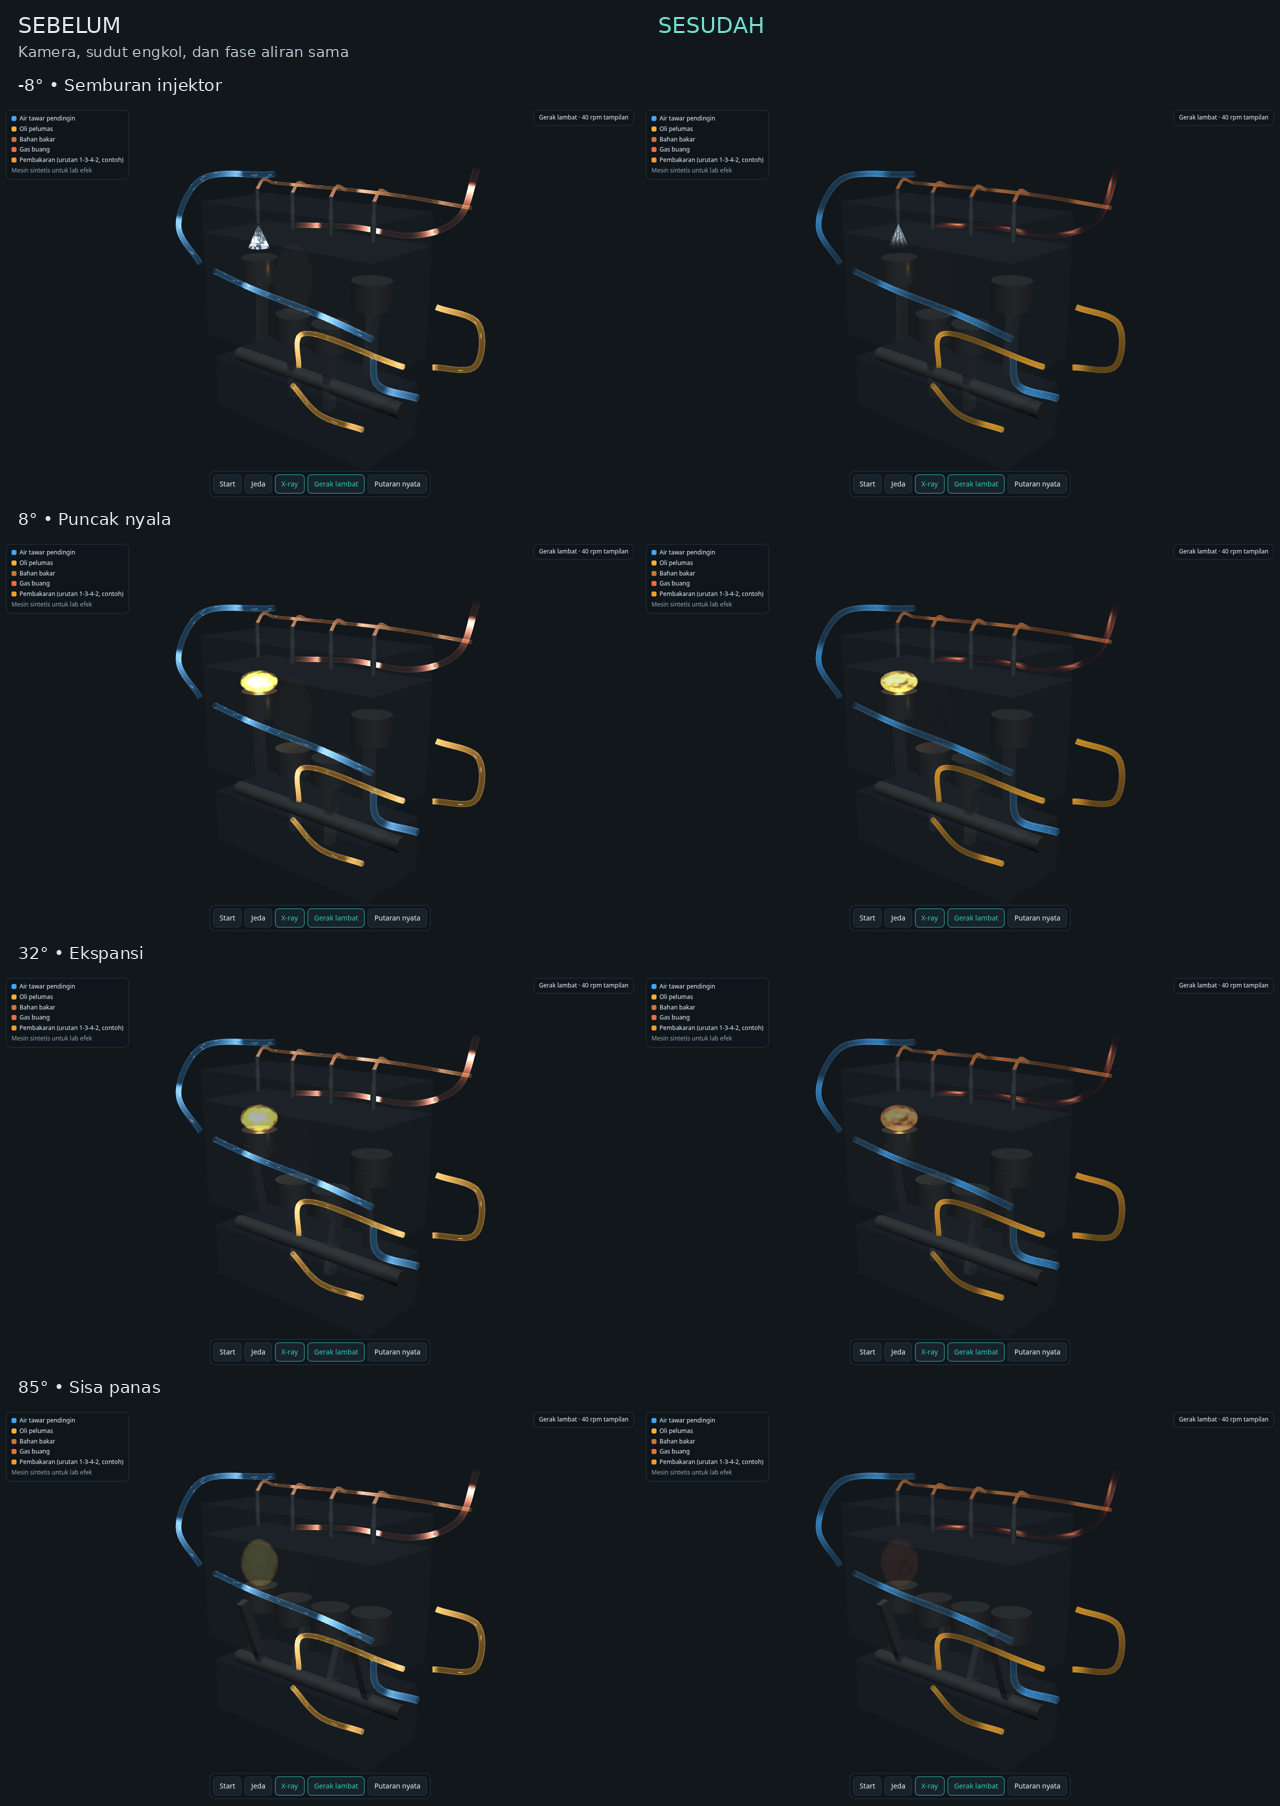 SEBELUM
SESUDAH
Kamera, sudut engkol, dan fase aliran sama
-8° • Semburan injektor
Air tawar pendingin
Oli pelumas
Bahan bakar
Gas buang
Pembakaran (urutan 1-3-4-2, contoh)
Mesin sintetis untuk lab efek
Gerak lambat · 40 rpm tampilan
Start
Jeda
X-ray
Gerak lambat
Putaran nyata
Air tawar pendingin
Oli pelumas
Bahan bakar
Gas buang
Pembakaran (urutan 1-3-4-2, contoh)
Mesin sintetis untuk lab efek
Gerak lambat · 40 rpm tampilan
Start
Jeda
X-ray
Gerak lambat
Putaran nyata
8° • Puncak nyala
Air tawar pendingin
Oli pelumas
Bahan bakar
Gas buang
Pembakaran (urutan 1-3-4-2, contoh)
Mesin sintetis untuk lab efek
Gerak lambat · 40 rpm tampilan
Start
Jeda
X-ray
Gerak lambat
Putaran nyata
Air tawar pendingin
Oli pelumas
Bahan bakar
Gas buang
Pembakaran (urutan 1-3-4-2, contoh)
Mesin sintetis untuk lab efek
Gerak lambat · 40 rpm tampilan
Start
Jeda
X-ray
Gerak lambat
Putaran nyata
32° • Ekspansi
Air tawar pendingin
Oli pelumas
Bahan bakar
Gas buang
Pembakaran (urutan 1-3-4-2, contoh)
Mesin sintetis untuk lab efek
Gerak lambat · 40 rpm tampilan
Start
Jeda
X-ray
Gerak lambat
Putaran nyata
Air tawar pendingin
Oli pelumas
Bahan bakar
Gas buang
Pembakaran (urutan 1-3-4-2, contoh)
Mesin sintetis untuk lab efek
Gerak lambat · 40 rpm tampilan
Start
Jeda
X-ray
Gerak lambat
Putaran nyata
85° • Sisa panas
Air tawar pendingin
Oli pelumas
Bahan bakar
Gas buang
Pembakaran (urutan 1-3-4-2, contoh)
Mesin sintetis untuk lab efek
Gerak lambat · 40 rpm tampilan
Start
Jeda
X-ray
Gerak lambat
Putaran nyata
Air tawar pendingin
Oli pelumas
Bahan bakar
Gas buang
Pembakaran (urutan 1-3-4-2, contoh)
Mesin sintetis untuk lab efek
Gerak lambat · 40 rpm tampilan
Start
Jeda
X-ray
Gerak lambat
Putaran nyata